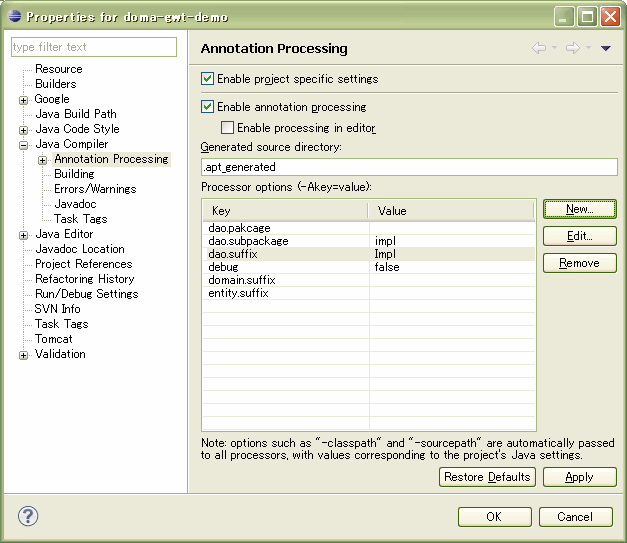 Properties for doma-gwt-demo
type filter text
Resource
Builders
Google
Java Build Path
Java Code Style
Java Compiler
Annotation Processing
Building
Errors/Warnings
Javadoc
Task Tags
Java Editor
Javadoc Location
Project References
Refactoring History
Run/Debug Settings
SVN Info
Task Tags
Tomcat
Validation
Annotation Processing
Enable project specific settings
Enable annotation processing
Enable processing in editor
Generated source directory:
.apt_generated
Processor options (-Akey=value):
Key Value
dao.pakcage
dao.subpackage impl
dao.suffix Impl
debug false
domain.suffix
entity.suffix
New...
Edit...
Remove
Note: options such as "-classpath" and "-sourcepath" are automatically passed
to all processors, with values corresponding to the project's Java settings.
Restore Defaults Apply
OK Cancel